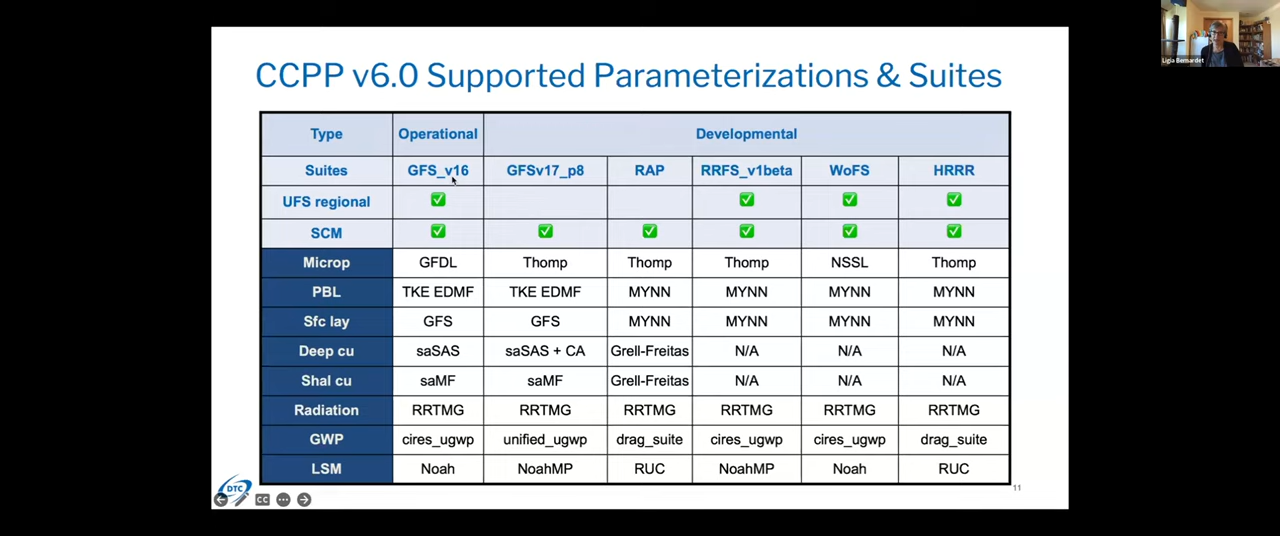 CCPP v6.0 Supported Parameterizations & Suites
Type Operational Developmental
Suites GFS_v16 GFSv17_p8 RAP RRFS_v1beta WoFS HRRR
UFS regional
SCM
Microp GFDL Thomp Thomp Thomp NSSL Thomp
PBL TKE EDMF TKE EDMF MYNN MYNN MYNN MYNN
Sfc lay GFS GFS MYNN MYNN MYNN MYNN
Deep cu saSAS saSAS + CA Grell-Freitas N/A N/A N/A
Shal cu saMF saMF Grell-Freitas N/A N/A N/A
Radiation RRTMG RRTMG RRTMG RRTMG RRTMG RRTMG
GWP cires_ugwp unified_ugwp drag_suite cires_ugwp cires_ugwp drag_suite
LSM Noah NoahMP RUC NoahMP Noah RUC
DTC
CC
11
Ligia Bernardet